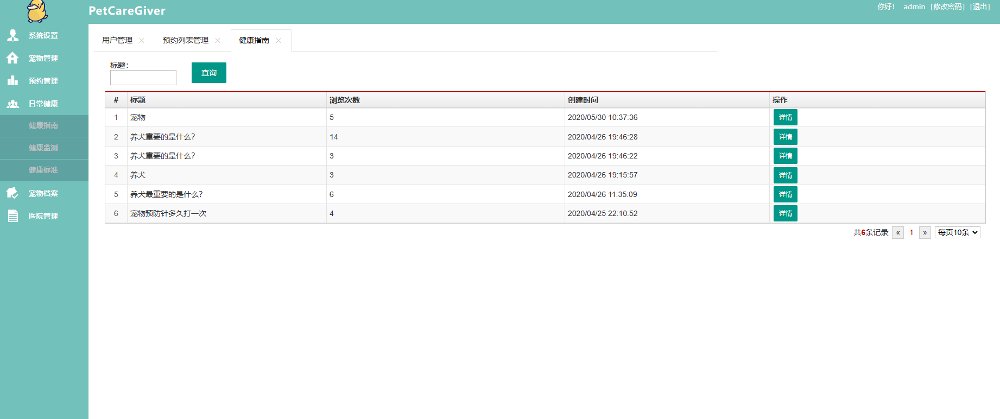 PetCareGiver
你好! admin [修改密码] [退出]
系统设置
宠物管理
预约管理
日常健康
健康指南
健康监测
健康标准
宠物档案
医院管理
用户管理 × 预约列表管理 × 健康指南 ×
标题：
查询
# 标题 浏览次数 创建时间 操作
1 宠物 5 2020/05/30 10:37:36 详情
2 养犬重要的是什么? 14 2020/04/26 19:46:28 详情
3 养犬重要的是什么? 3 2020/04/26 19:46:22 详情
4 养犬 3 2020/04/26 19:15:57 详情
5 养犬最重要的是什么? 6 2020/04/26 11:35:09 详情
6 宠物预防针多久打一次 4 2020/04/25 22:10:52 详情
共6条记录 « 1 » 每页10条